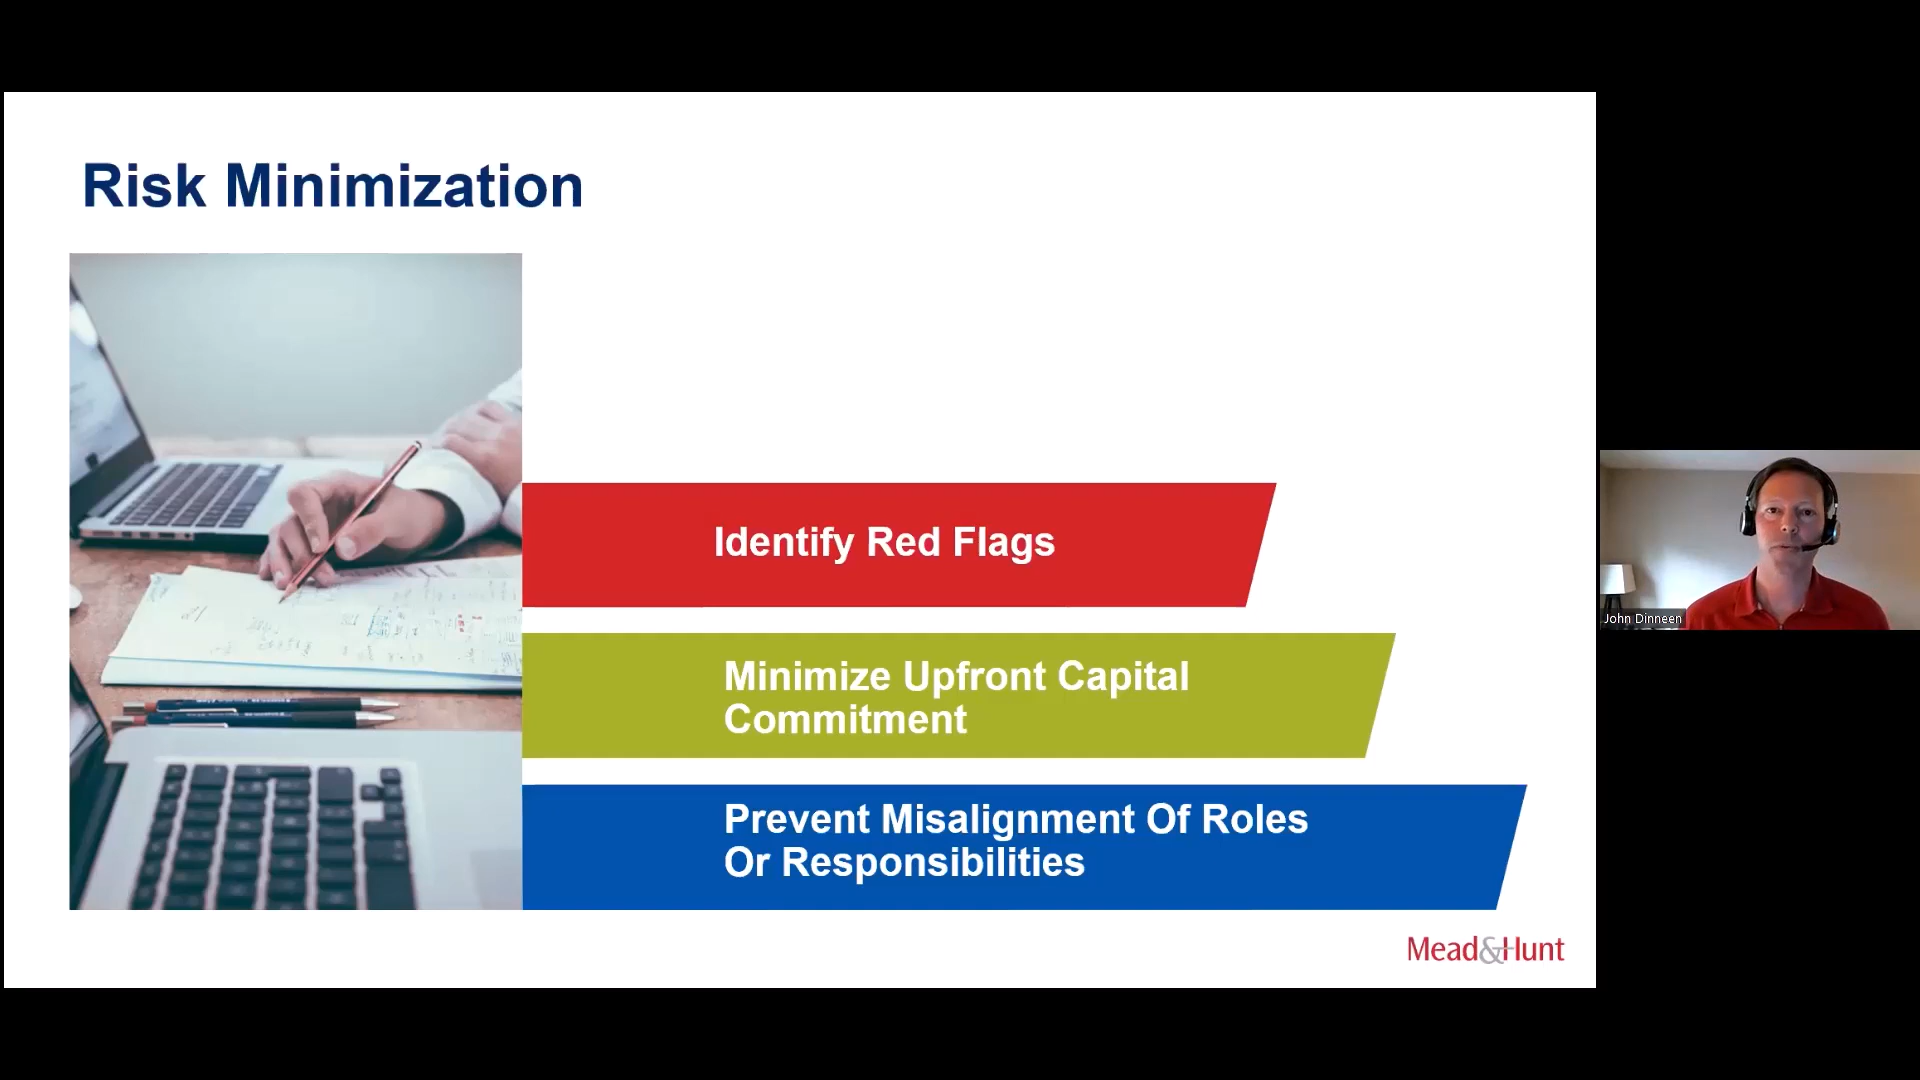 Risk Minimization
Identify Red Flags
Minimize Upfront Capital
Commitment
Prevent Misalignment Of Roles
Or Responsibilities
Mead&Hunt
John Dinneen